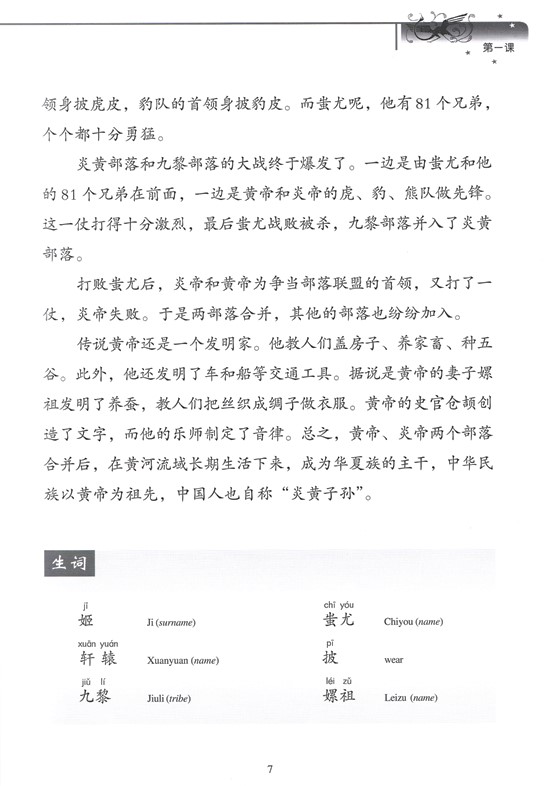 第一课
领身披虎皮，豹队的首领身披豹皮。而蚩尤呢，他有81个兄弟，
个个都十分勇猛。
炎黄部落和九黎部落的大战终于爆发了。一边是由蚩尤和他
的81个兄弟在前面，一边是黄帝和炎帝的虎、豹、熊队做先锋。
这一仗打得十分激烈，最后蚩尤战败被杀，九黎部落并入了炎黄
部落。
打败蚩尤后，炎帝和黄帝为争当部落联盟的首领，又打了一
仗，炎帝失败。于是两部落合并，其他的部落也纷纷加入。
传说黄帝还是一个发明家。他教人们盖房子、养家畜、种五
谷。此外，他还发明了车和船等交通工具。据说是黄帝的妻子嫘
祖发明了养蚕，教人们把丝织成绸子做衣服。黄帝的史官仓颉创
造了文字，而他的乐师制定了音律。总之，黄帝、炎帝两个部落
合并后，在黄河流域长期生活下来，成为华夏族的主干，中华民
族以黄帝为祖先，中国人也自称“炎黄子孙”。
生词
jī chī yóu
姬 Ji (surname) 蚩尤 Chiyou (name)
xuān yuán pī
轩辕 Xuanyuan (name) 披 wear
jiǔ lí léi zǔ
九黎 Jiuli (tribe) 嫘祖 Leizu (name)
7